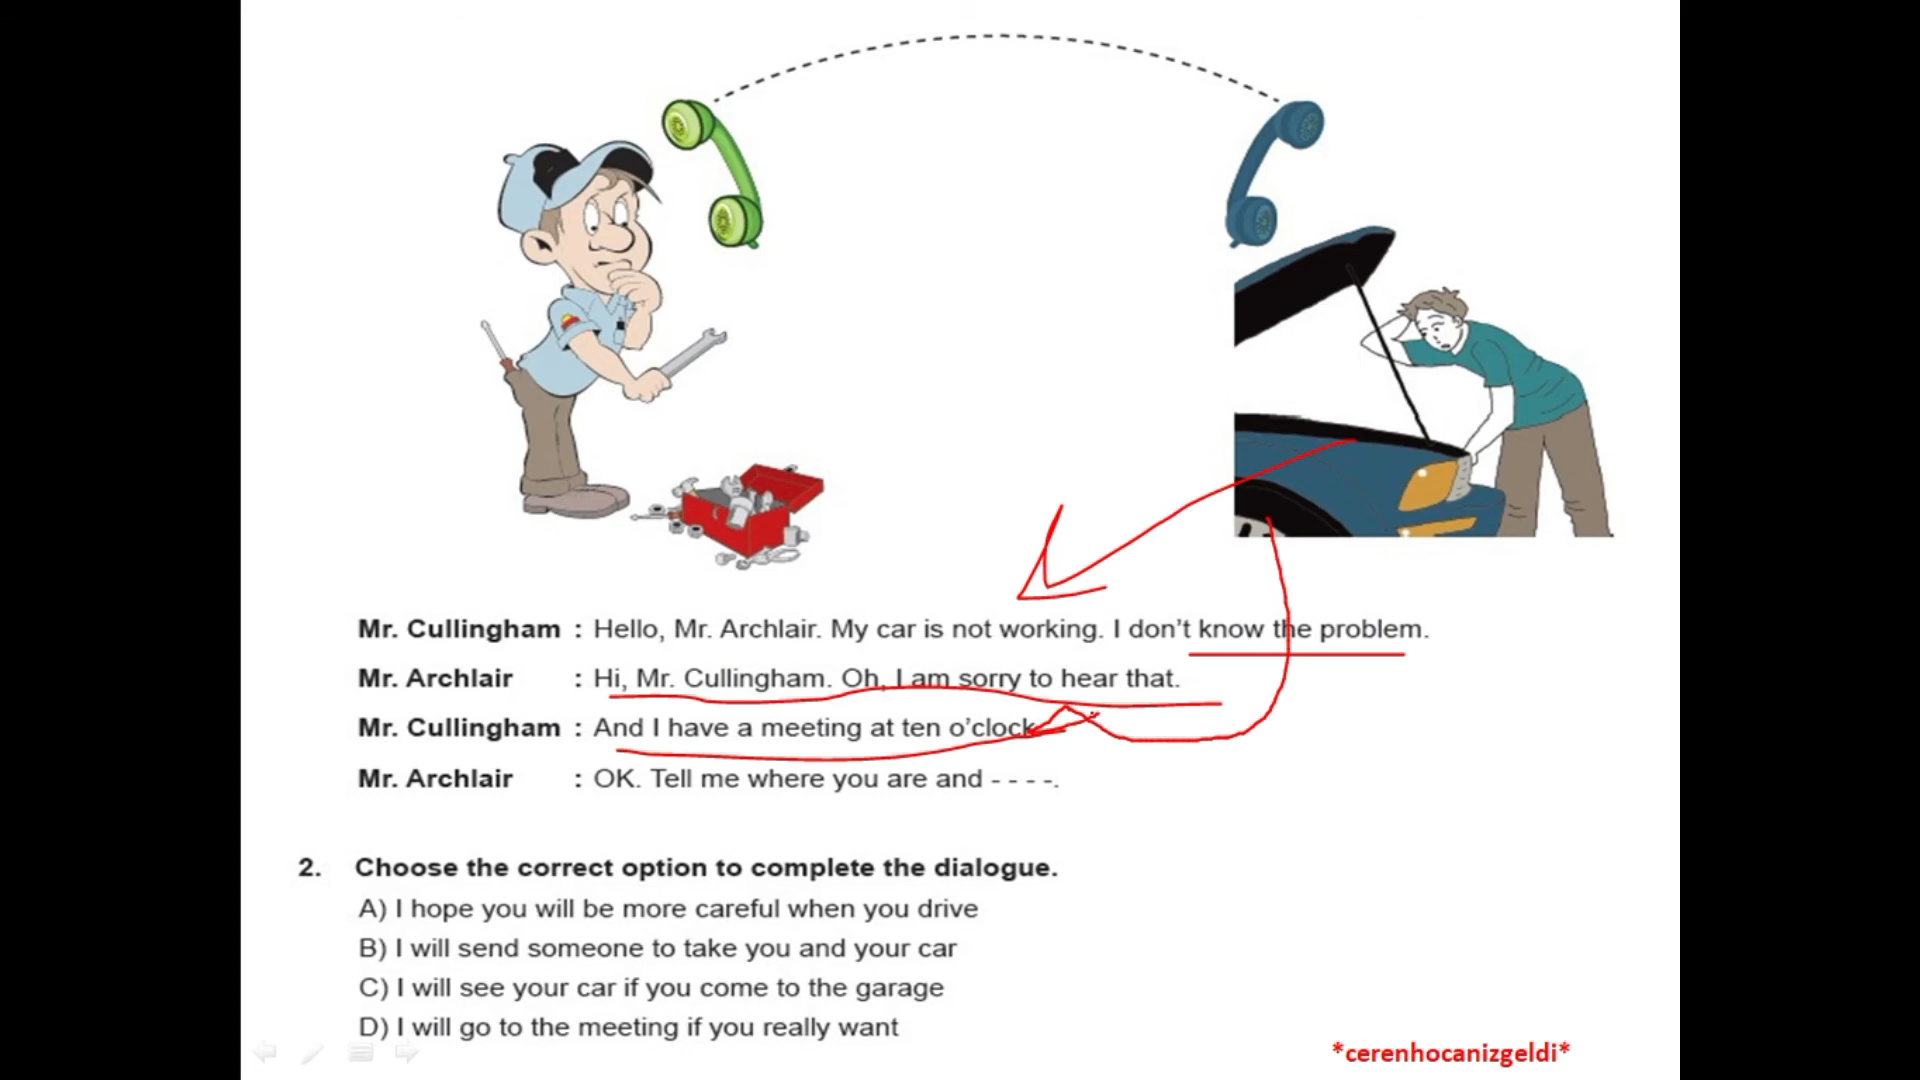 Mr. Cullingham : Hello, Mr. Archlair. My car is not working. I don't know the problem.
Mr. Archlair : Hi, Mr. Cullingham. Oh, I am sorry to hear that.
Mr. Cullingham : And I have a meeting at ten o'clock.
Mr. Archlair : OK. Tell me where you are and - - - -.
2. Choose the correct option to complete the dialogue.
A) I hope you will be more careful when you drive
B) I will send someone to take you and your car
C) I will see your car if you come to the garage
D) I will go to the meeting if you really want
*cerenhocanizgeldi*